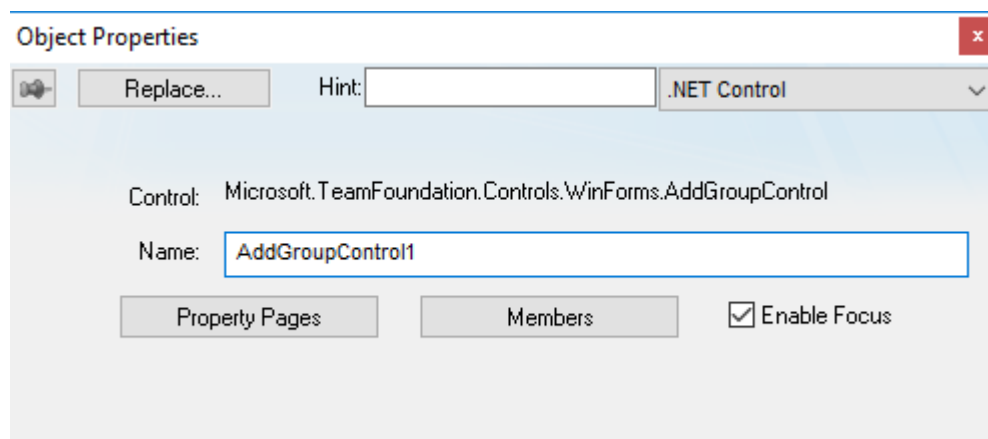 Object Properties
x
Replace... Hint: .NET Control
Control: Microsoft.TeamFoundation.Controls.WinForms.AddGroupControl
Name: AddGroupControl1
Property Pages Members Enable Focus